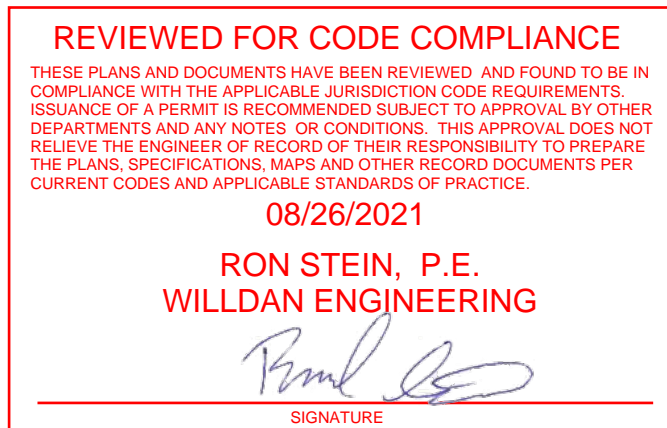 REVIEWED FOR CODE COMPLIANCE
THESE PLANS AND DOCUMENTS HAVE BEEN REVIEWED AND FOUND TO BE IN
COMPLIANCE WITH THE APPLICABLE JURISDICTION CODE REQUIREMENTS.
ISSUANCE OF A PERMIT IS RECOMMENDED SUBJECT TO APPROVAL BY OTHER
DEPARTMENTS AND ANY NOTES OR CONDITIONS. THIS APPROVAL DOES NOT
RELIEVE THE ENGINEER OF RECORD OF THEIR RESPONSIBILITY TO PREPARE
THE PLANS, SPECIFICATIONS, MAPS AND OTHER RECORD DOCUMENTS PER
CURRENT CODES AND APPLICABLE STANDARDS OF PRACTICE.
08/26/2021
RON STEIN, P.E.
WILLDAN ENGINEERING
SIGNATURE